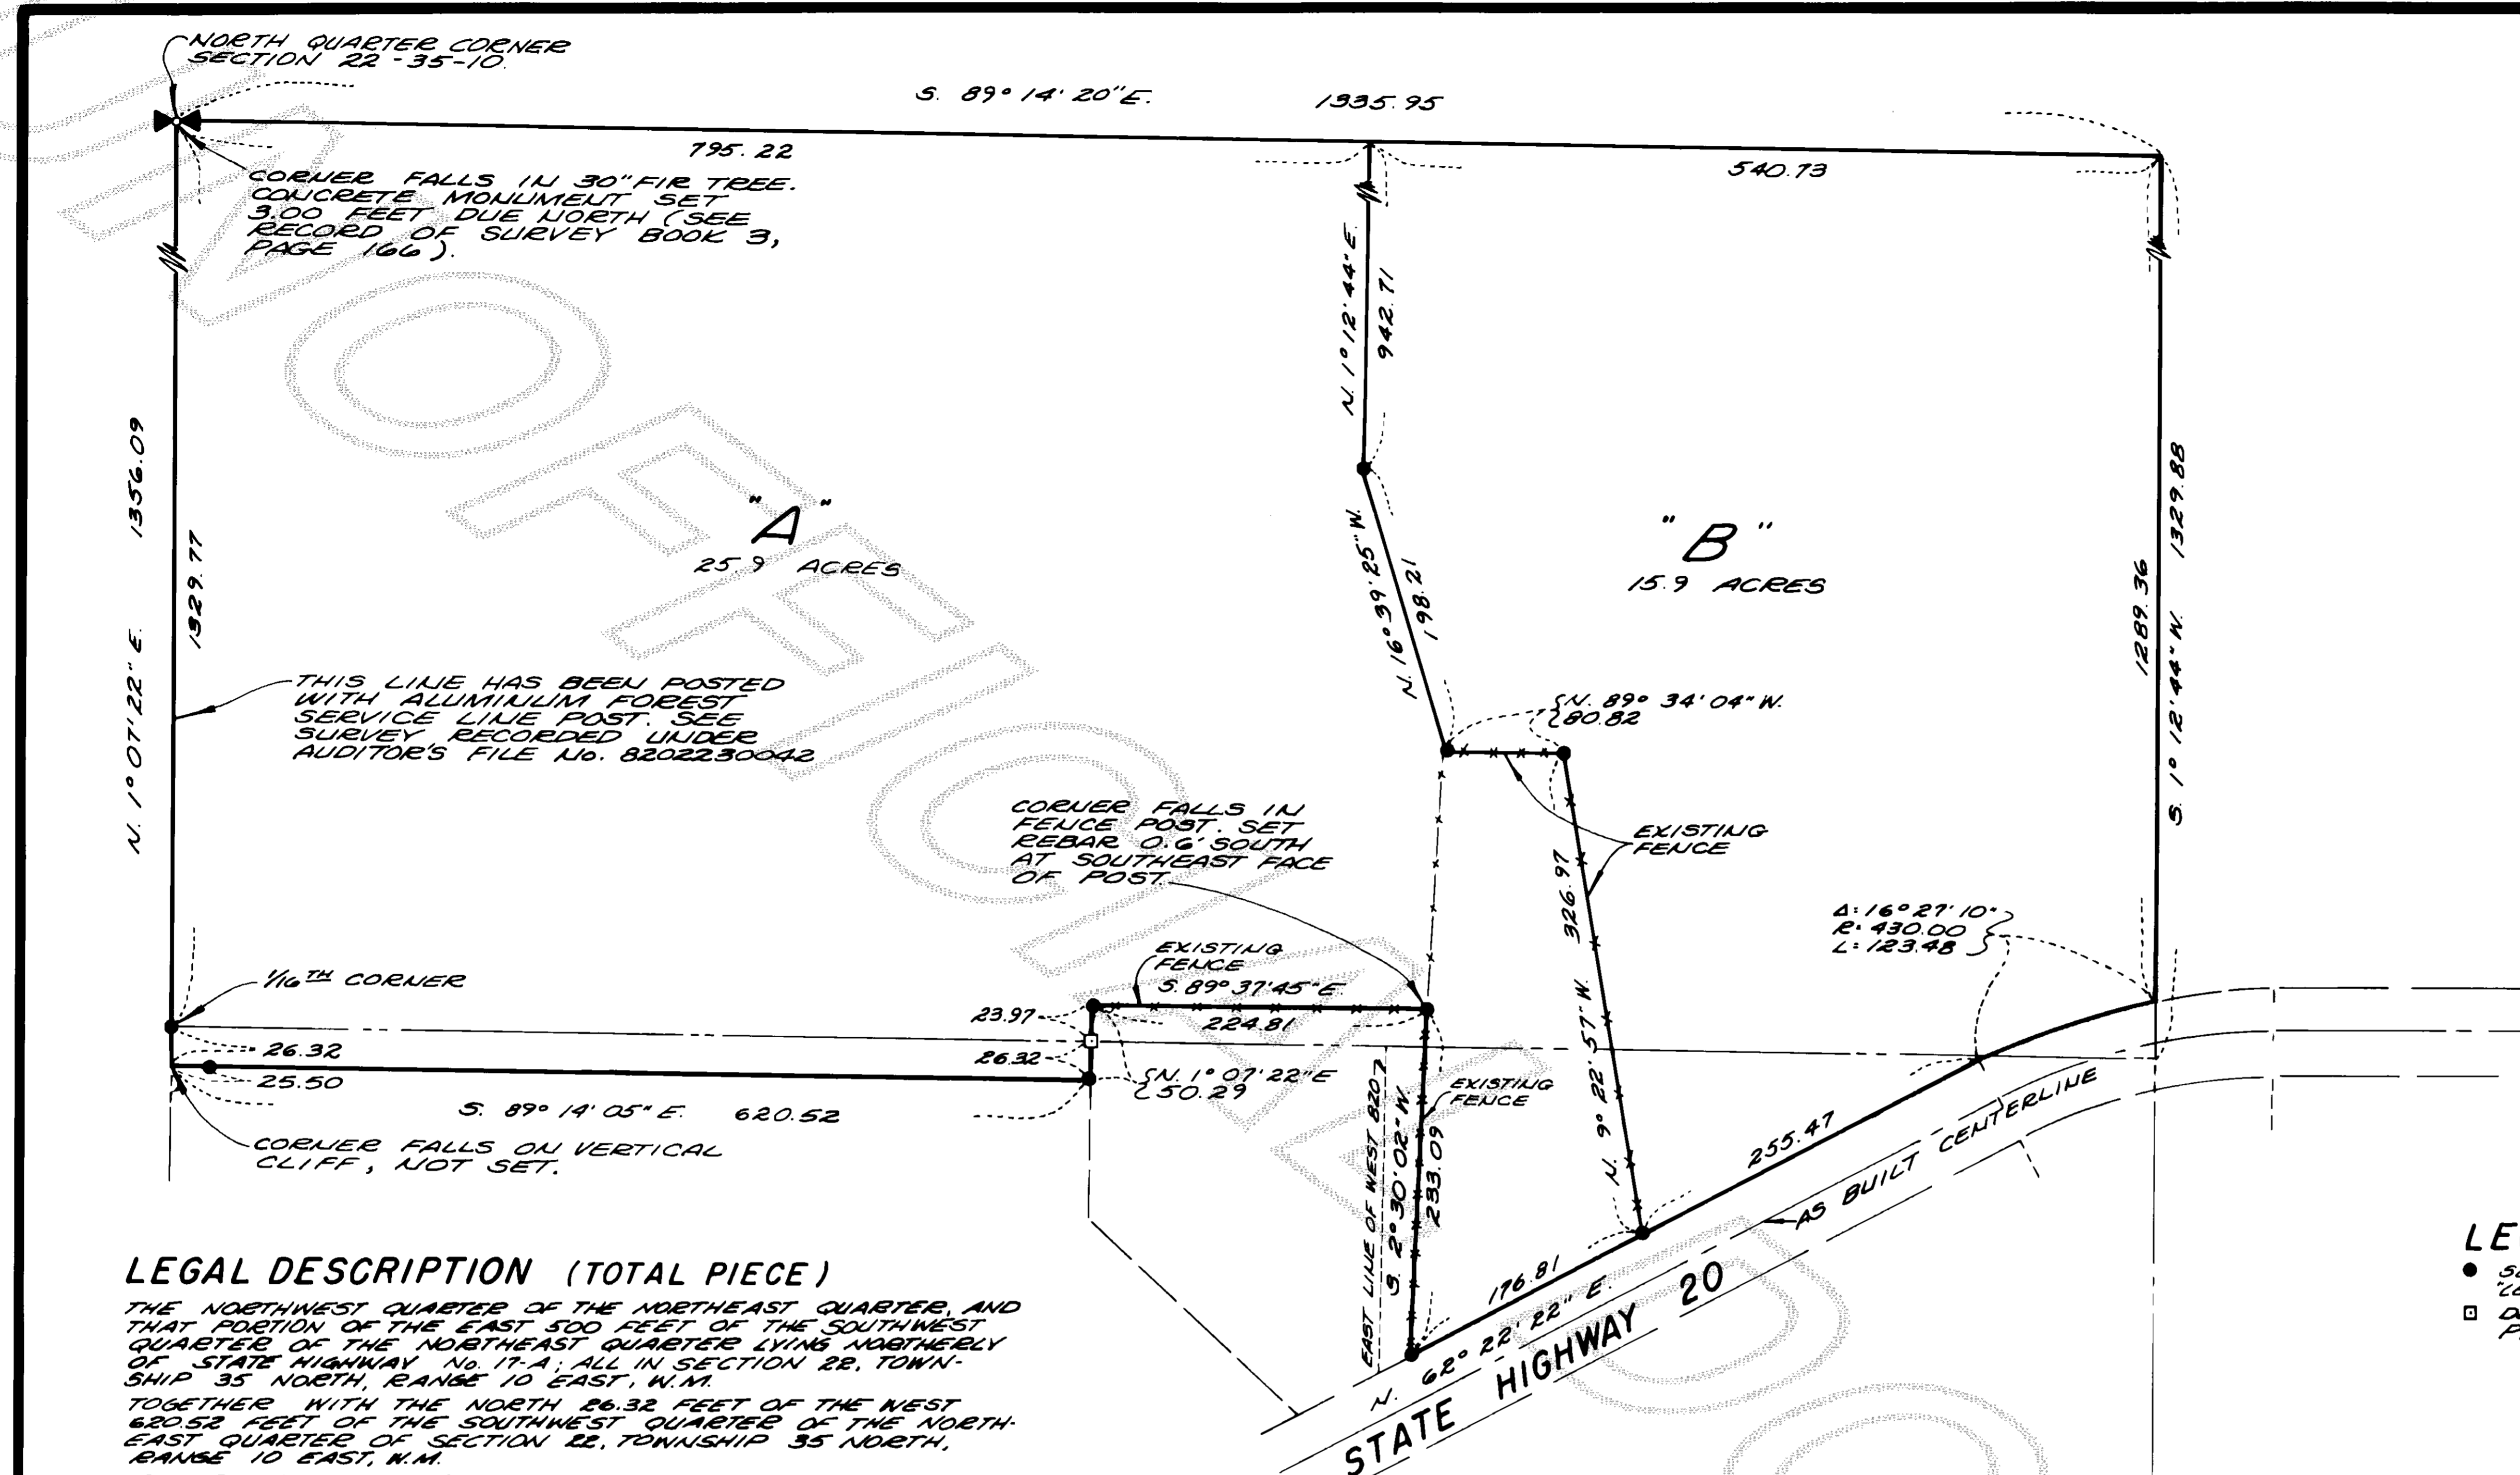 NORTH QUARTER CORNER
SECTION 22-35-10.
S. 89° 14' 20" E. 1335.95
795.22
540.73
CORNER FALLS IN 30" FIR TREE.
CONCRETE MONUMENT SET
3.00 FEET DUE NORTH (SEE
RECORD OF SURVEY BOOK 3,
PAGE 166).
N. 1° 12' 44" E.
942.71
N. 1° 07' 22" E. 1356.09
1329.77
"A"
25.9 ACRES
"B"
15.9 ACRES
N. 16° 39' 25" W.
198.21
1289.36
S. 1° 12' 44" W. 1329.88
THIS LINE HAS BEEN POSTED
WITH ALUMINUM FOREST
SERVICE LINE POST. SEE
SURVEY RECORDED UNDER
AUDITOR'S FILE No. 8202230042
N. 89° 34' 04" W.
80.82
CORNER FALLS IN
FENCE POST. SET
REBAR 0.6' SOUTH
AT SOUTHEAST FACE
OF POST.
EXISTING
FENCE
N. 9° 22' 57" W. 326.97
Δ: 16° 27' 10"
R: 430.00
L: 123.48
1/16TH CORNER
EXISTING
FENCE
S. 89° 37' 45" E.
224.81
23.97
26.32
26.32
25.50
N. 1° 07' 22" E
50.29
S. 89° 14' 05" E. 620.52
CORNER FALLS ON VERTICAL
CLIFF, NOT SET.
EAST LINE OF WEST 820.7
S. 2° 30' 02" W.
233.09
EXISTING
FENCE
255.47
AS BUILT CENTERLINE
176.81
N. 62° 22' 22" E.
STATE HIGHWAY 20
LEGAL DESCRIPTION (TOTAL PIECE)
THE NORTHWEST QUARTER OF THE NORTHEAST QUARTER, AND
THAT PORTION OF THE EAST 500 FEET OF THE SOUTHWEST
QUARTER OF THE NORTHEAST QUARTER LYING NORTHERLY
OF STATE HIGHWAY No. 17-A; ALL IN SECTION 22, TOWN-
SHIP 35 NORTH, RANGE 10 EAST, W.M.
TOGETHER WITH THE NORTH 26.32 FEET OF THE WEST
620.52 FEET OF THE SOUTHWEST QUARTER OF THE NORTH-
EAST QUARTER OF SECTION 22, TOWNSHIP 35 NORTH,
RANGE 10 EAST, W.M.
LE
UNOFFICIAL
DO